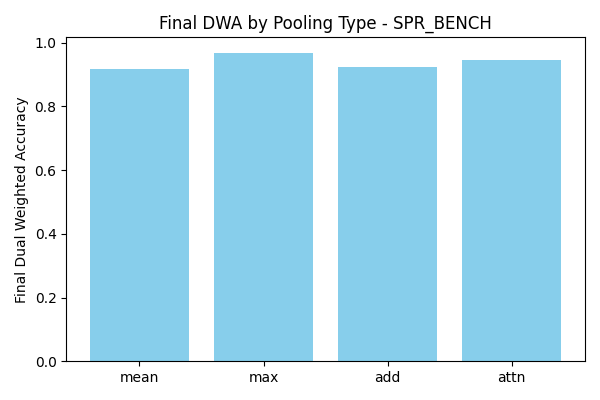 Final DWA by Pooling Type - SPR_BENCH
Final Dual Weighted Accuracy
1.0
0.8
0.6
0.4
0.2
0.0
mean
max
add
attn